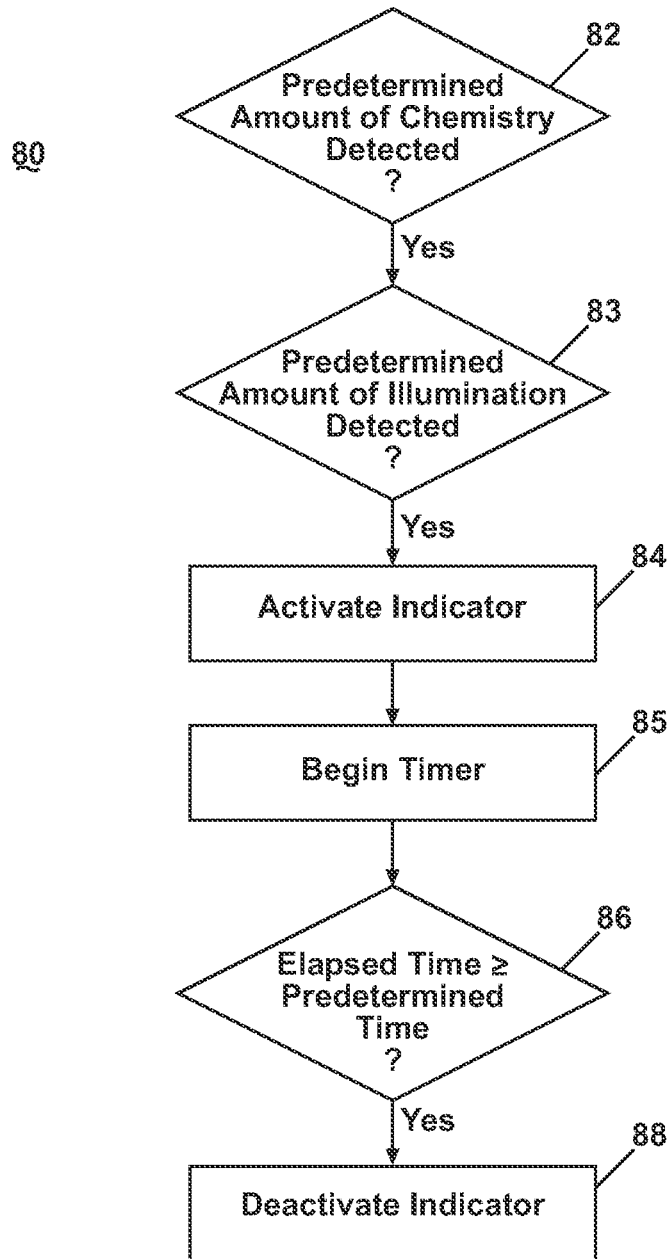 82
Predetermined
Amount of Chemistry
Detected
?
80
Yes
83
Predetermined
Amount of Illumination
Detected
?
Yes
84
Activate Indicator
85
Begin Timer
86
Elapsed Time ≥
Predetermined
Time
?
Yes
88
Deactivate Indicator